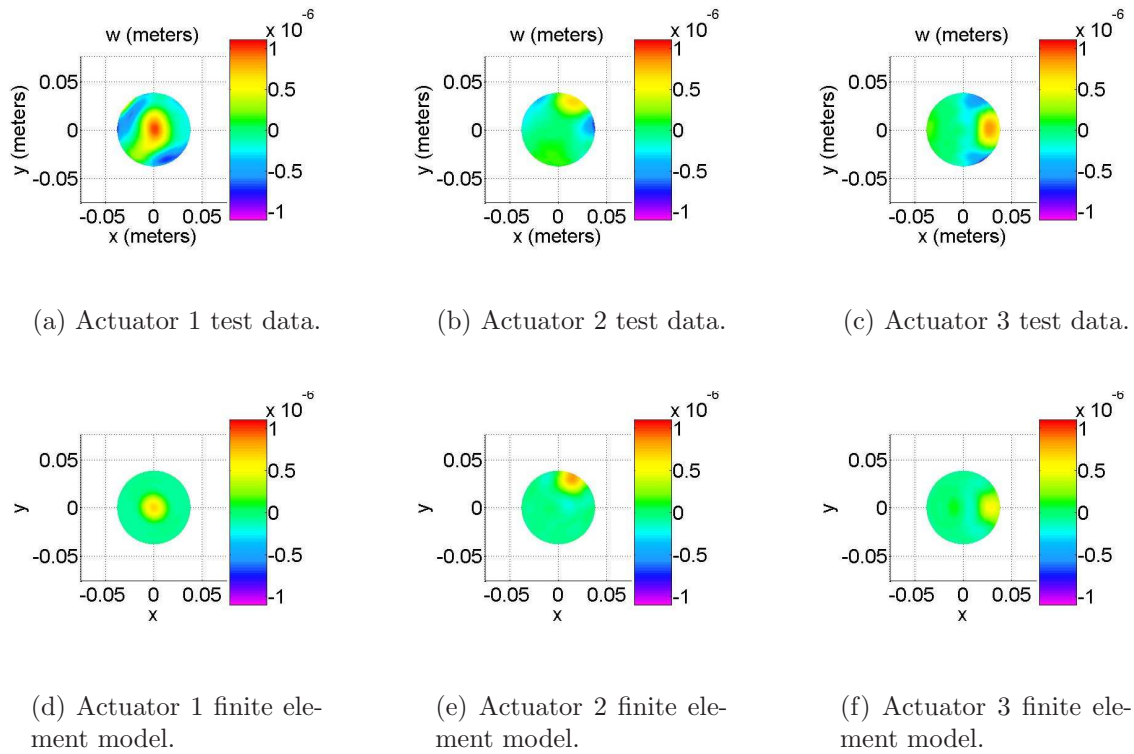 x 10-6
w (meters)
1
0.5
0
-0.5
-1
0.05
0
-0.05
y (meters)
-0.05 0 0.05
x (meters)
x 10-6
w (meters)
1
0.5
0
-0.5
-1
0.05
0
-0.05
y (meters)
-0.05 0 0.05
x (meters)
x 10-6
w (meters)
1
0.5
0
-0.5
-1
0.05
0
-0.05
y (meters)
-0.05 0 0.05
x (meters)
(a) Actuator 1 test data.
(b) Actuator 2 test data.
(c) Actuator 3 test data.
x 10-6
1
0.5
0
-0.5
-1
0.05
0
-0.05
y
-0.05 0 0.05
x
x 10-6
1
0.5
0
-0.5
-1
0.05
0
-0.05
y
-0.05 0 0.05
x
x 10-6
1
0.5
0
-0.5
-1
0.05
0
-0.05
y
-0.05 0 0.05
x
(d) Actuator 1 finite ele-
ment model.
(e) Actuator 2 finite ele-
ment model.
(f) Actuator 3 finite ele-
ment model.